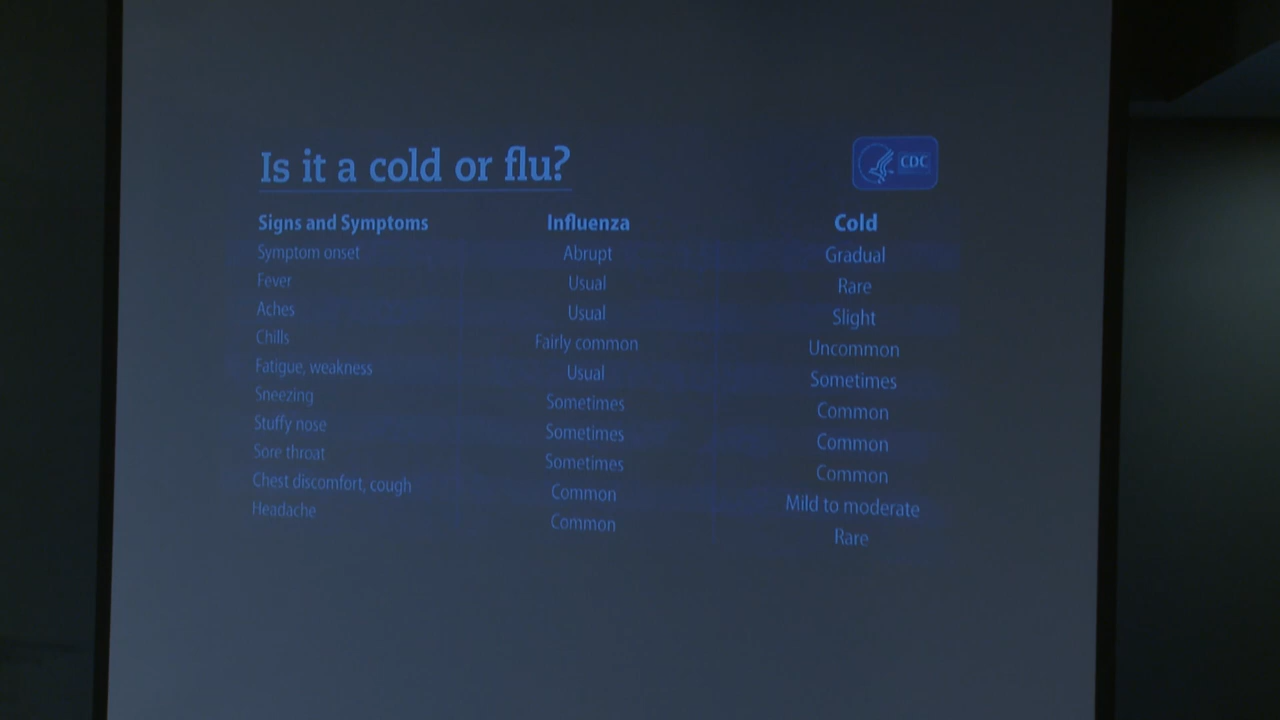 Is it a cold or flu?
CDC
Signs and Symptoms Influenza Cold
Symptom onset Abrupt Gradual
Fever Usual Rare
Aches Usual Slight
Chills Fairly common Uncommon
Fatigue, weakness Usual Sometimes
Sneezing Sometimes Common
Stuffy nose Sometimes Common
Sore throat Sometimes Common
Chest discomfort, cough Common Mild to moderate
Headache Common Rare